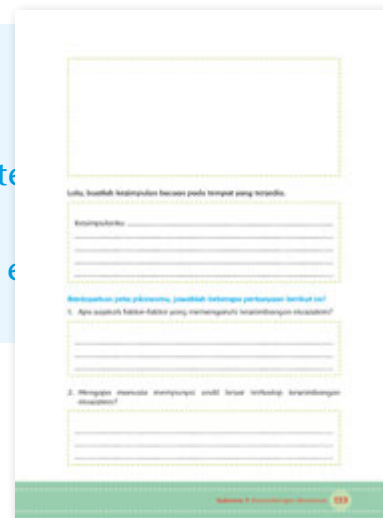 te
e
Lalu, buatlah kesimpulan bacaan pada tempat yang tersedia.
Kesimpulanku
Berdasarkan peta pikiranmu, jawablah beberapa pertanyaan berikut ini!
1. Apa sajakah faktor-faktor yang memengaruhi keseimbangan ekosistem?
2. Mengapa manusia mempunyai andil besar terhadap keseimbangan
ekosistem?
Subtema 3 Keseimbangan Ekosistem 133